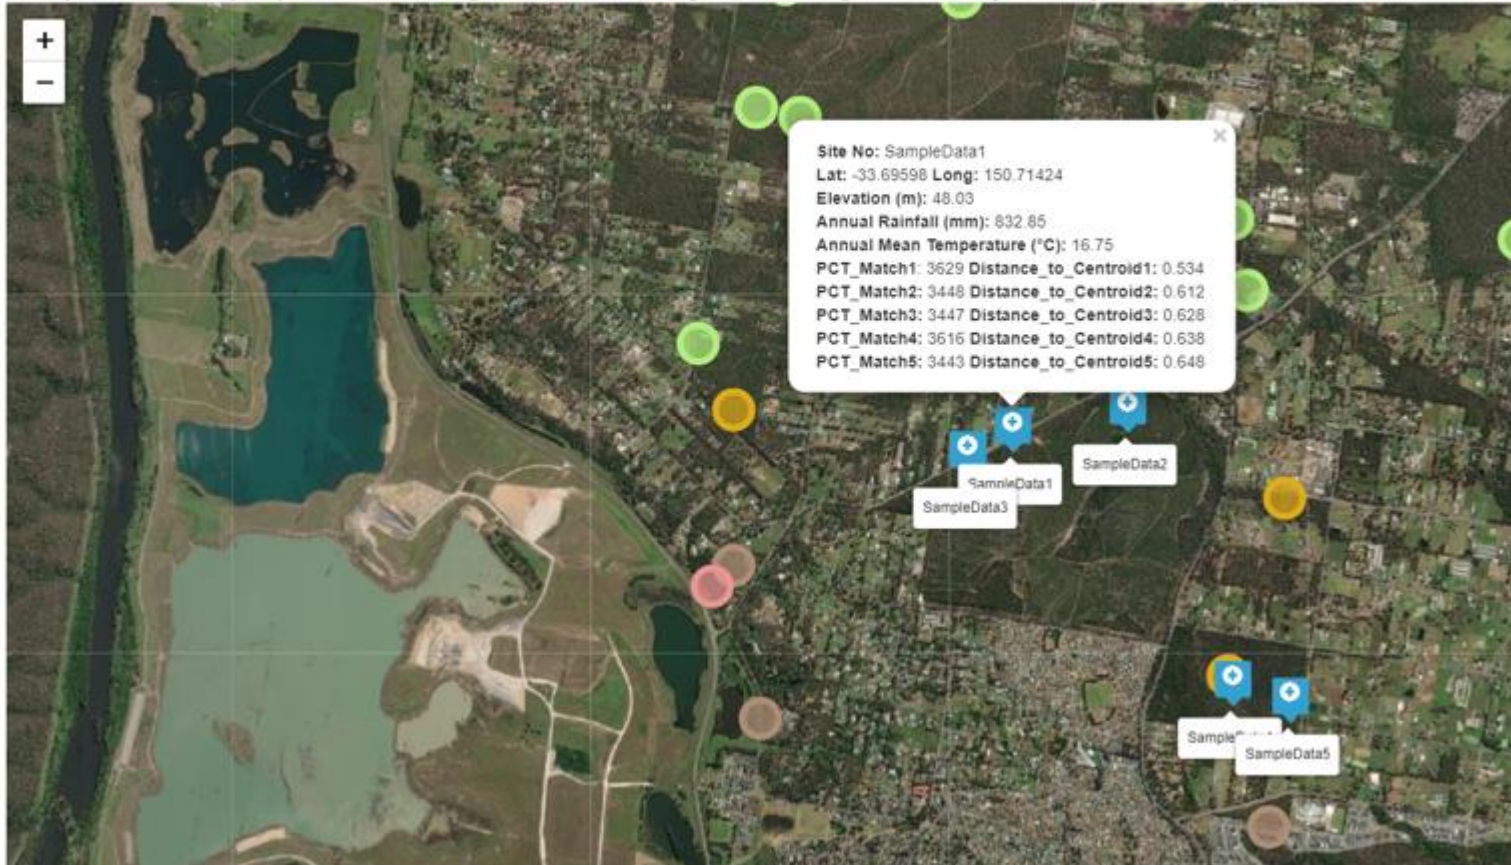 +
−
×
Site No: SampleData1
Lat: -33.69598 Long: 150.71424
Elevation (m): 48.03
Annual Rainfall (mm): 832.85
Annual Mean Temperature (°C): 16.75
PCT_Match1: 3629 Distance_to_Centroid1: 0.534
PCT_Match2: 3448 Distance_to_Centroid2: 0.612
PCT_Match3: 3447 Distance_to_Centroid3: 0.628
PCT_Match4: 3616 Distance_to_Centroid4: 0.638
PCT_Match5: 3443 Distance_to_Centroid5: 0.648
SampleData2
SampleData1
SampleData3
SampleData5